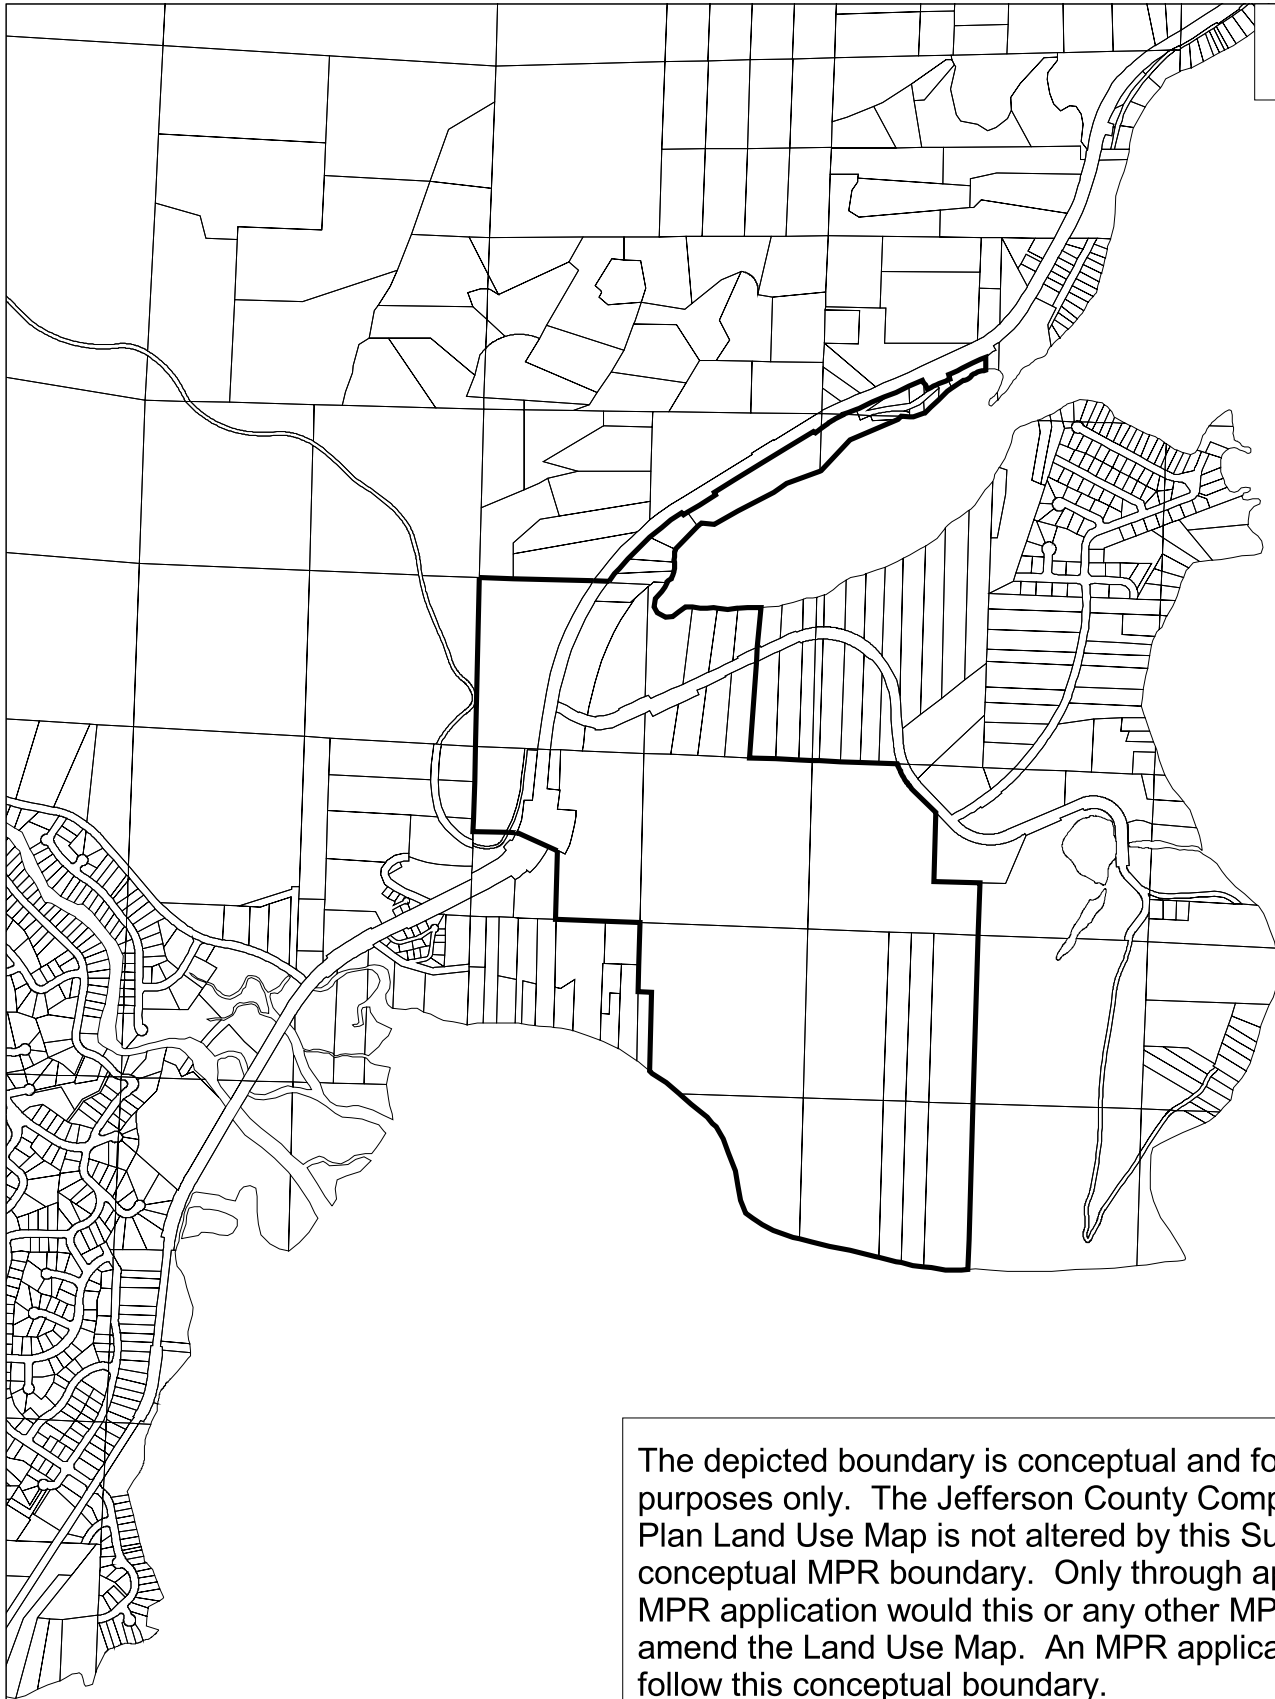 The depicted boundary is conceptual and fo
purposes only. The Jefferson County Comp
Plan Land Use Map is not altered by this Su
conceptual MPR boundary. Only through ap
MPR application would this or any other MP
amend the Land Use Map. An MPR applica
follow this conceptual boundary.